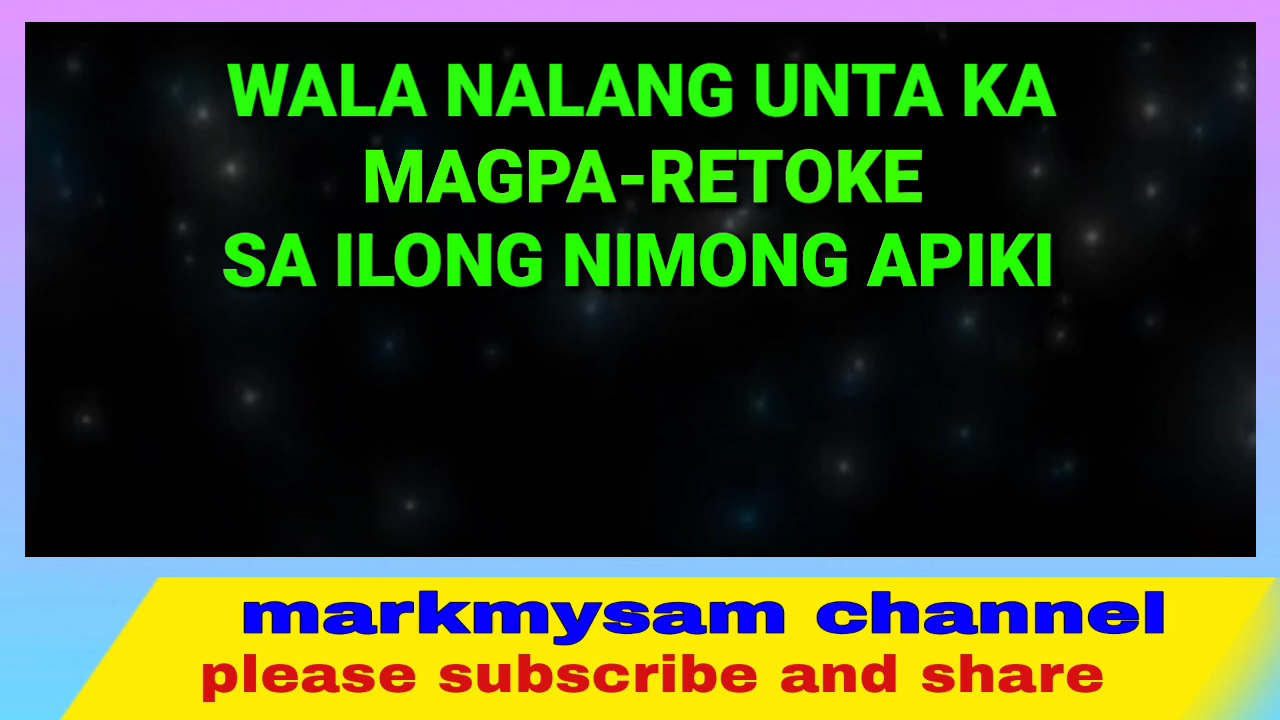 WALA NALANG UNTA KA
MAGPA-RETOKE
SA ILONG NIMONG APIKI
markmysam channel
please subscribe and share